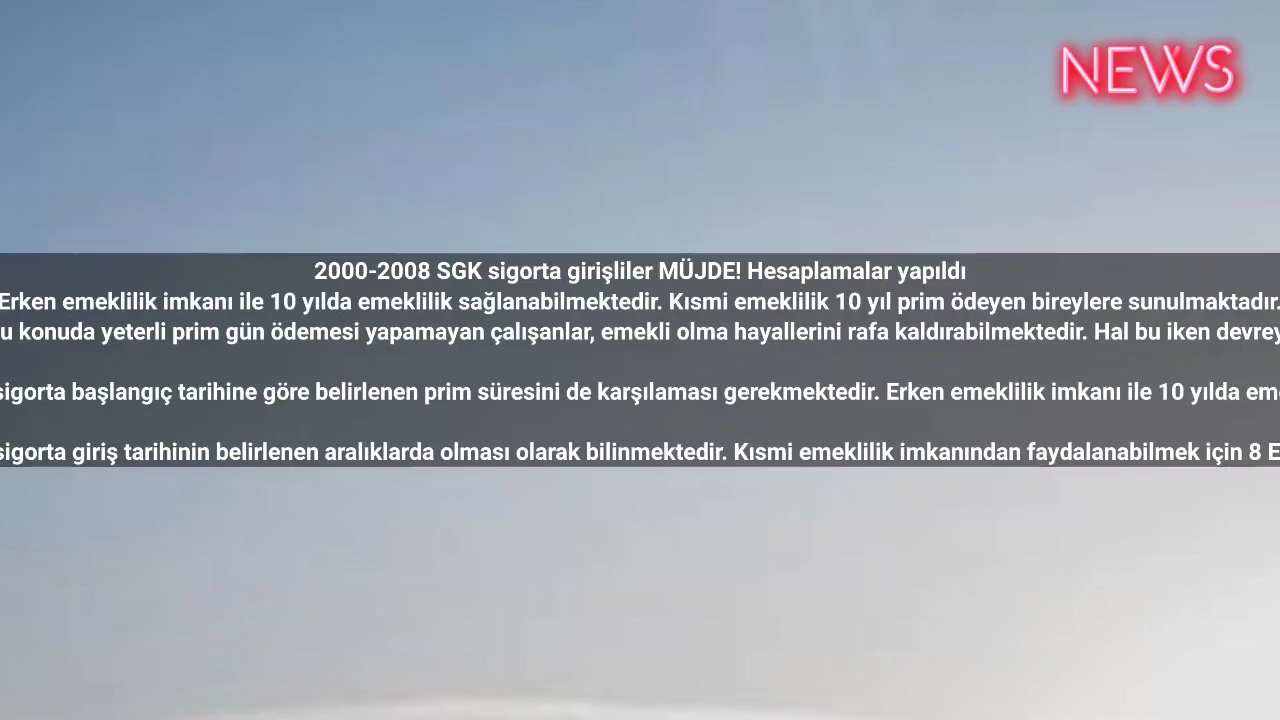 NEWS
2000-2008 SGK sigorta girişliler MÜJDE! Hesaplamalar yapıldı
Erken emeklilik imkanı ile 10 yılda emeklilik sağlanabilmektedir. Kısmi emeklilik 10 yıl prim ödeyen bireylere sunulmaktadır.
u konuda yeterli prim gün ödemesi yapamayan çalışanlar, emekli olma hayallerini rafa kaldırabilmektedir. Hal bu iken devrey
sigorta başlangıç tarihine göre belirlenen prim süresini de karşılaması gerekmektedir. Erken emeklilik imkanı ile 10 yılda em
sigorta giriş tarihinin belirlenen aralıklarda olması olarak bilinmektedir. Kısmi emeklilik imkanından faydalanabilmek için 8 E